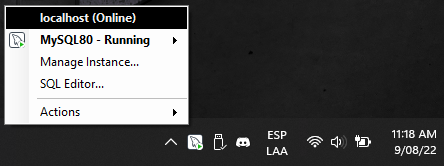 localhost (Online)
MySQL80 - Running
Manage Instance...
SQL Editor...
Actions
ESP
LAA
11:18 AM
9/08/22